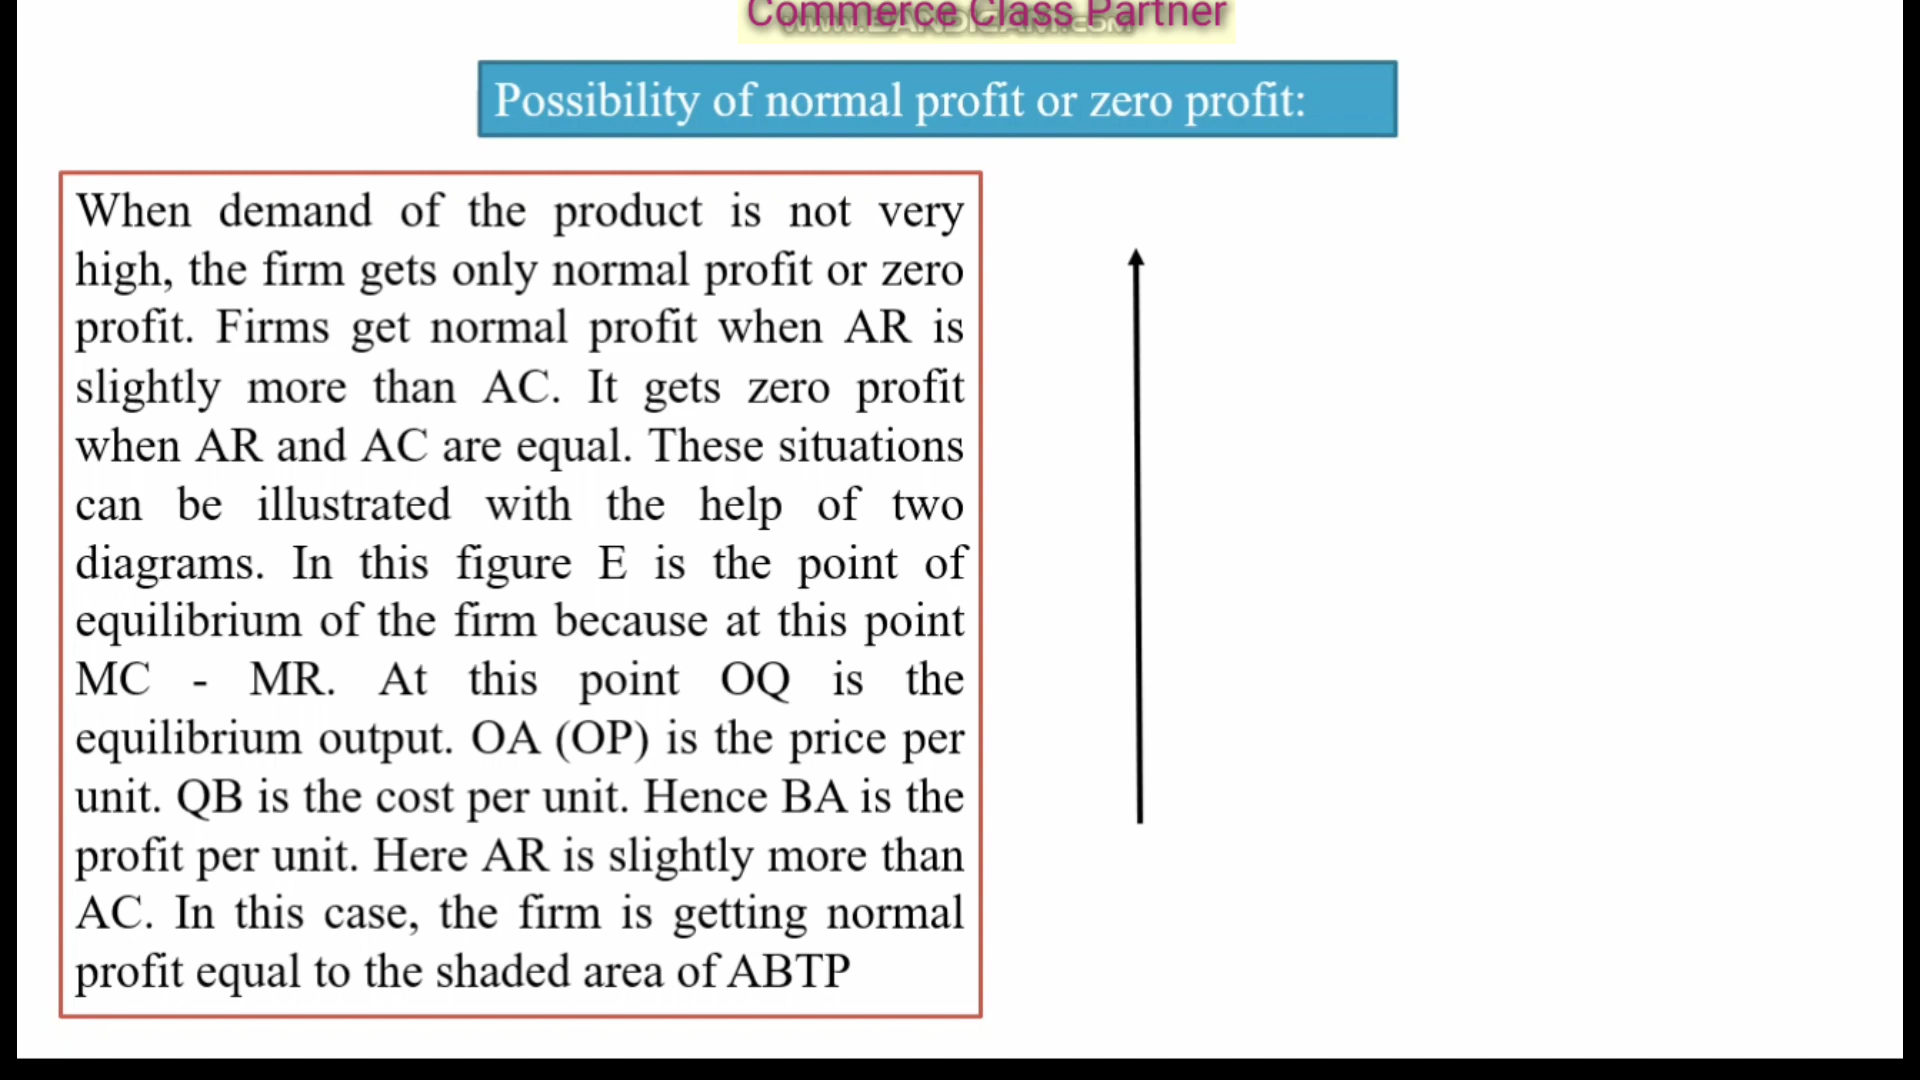 Commerce Class Partner
www.BANDICAM.com
Possibility of normal profit or zero profit:
When demand of the product is not very
high, the firm gets only normal profit or zero
profit. Firms get normal profit when AR is
slightly more than AC. It gets zero profit
when AR and AC are equal. These situations
can be illustrated with the help of two
diagrams. In this figure E is the point of
equilibrium of the firm because at this point
MC - MR. At this point OQ is the
equilibrium output. OA (OP) is the price per
unit. QB is the cost per unit. Hence BA is the
profit per unit. Here AR is slightly more than
AC. In this case, the firm is getting normal
profit equal to the shaded area of ABTP